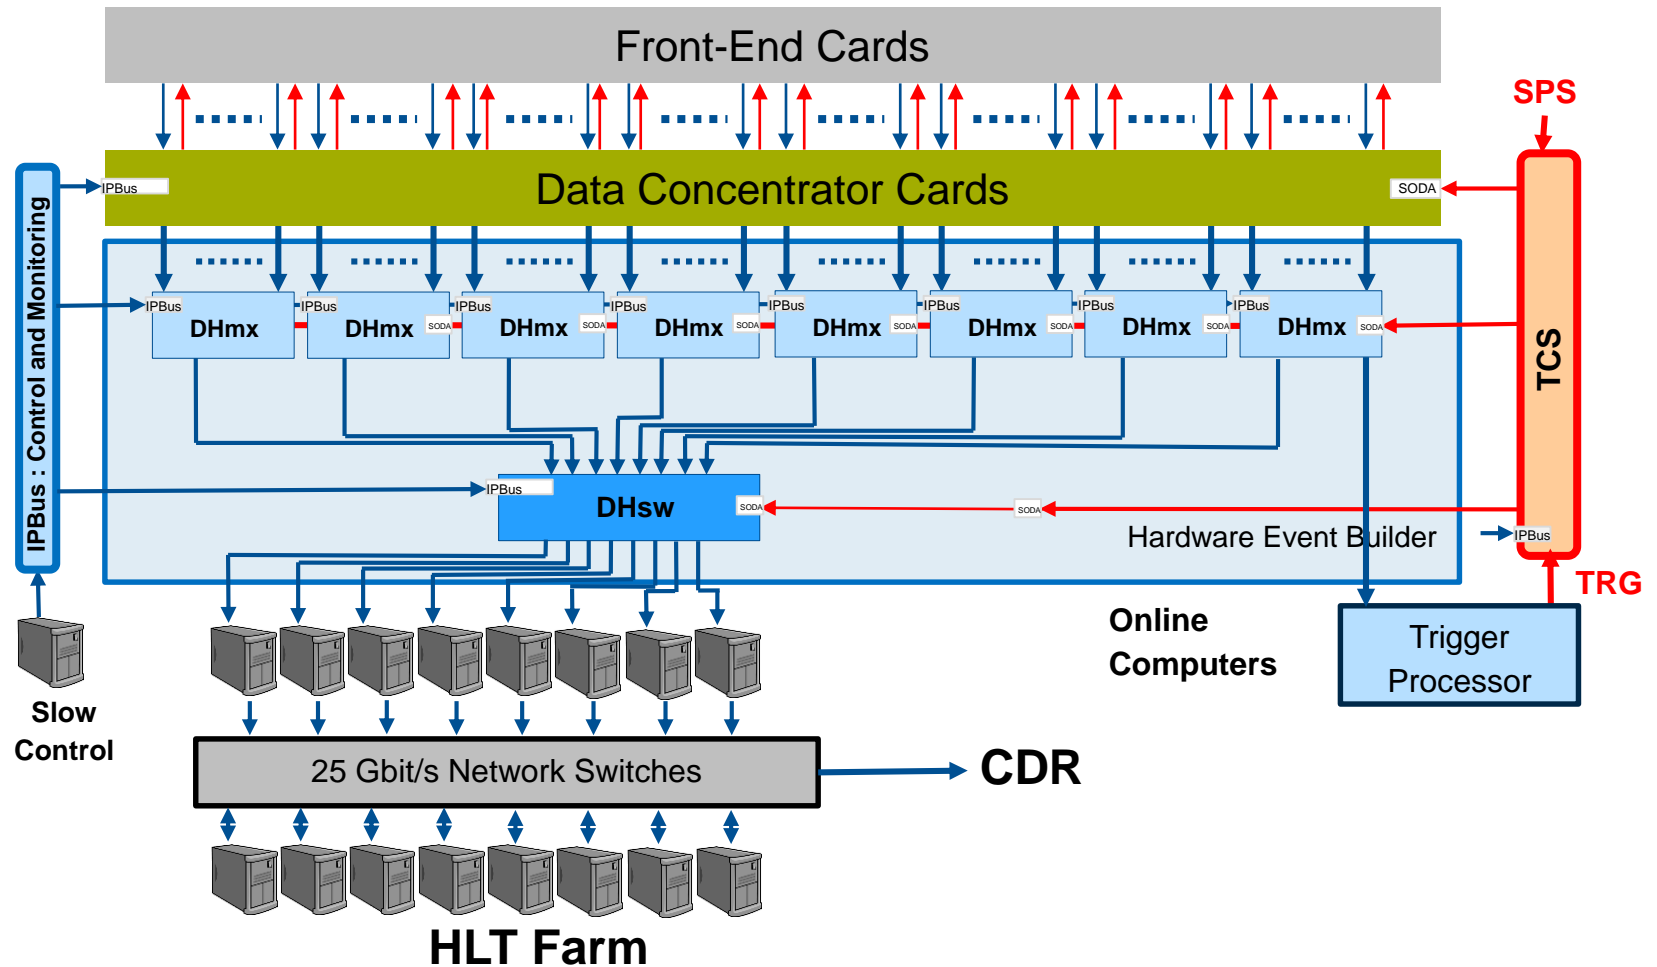 Front-End Cards
SPS
IPBus
Data Concentrator Cards
SODA
IPBus : Control and Monitoring
TCS
IPBus
IPBus
IPBus
IPBus
IPBus
IPBus
IPBus
IPBus
DHmx
DHmx
SODA
DHmx
SODA
DHmx
SODA
DHmx
SODA
DHmx
SODA
DHmx
SODA
DHmx
SODA
IPBus
DHsw
SODA
SODA
Hardware Event Builder
IPBus
TRG
Online
Computers
Trigger
Processor
Slow
Control
25 Gbit/s Network Switches
CDR
HLT Farm